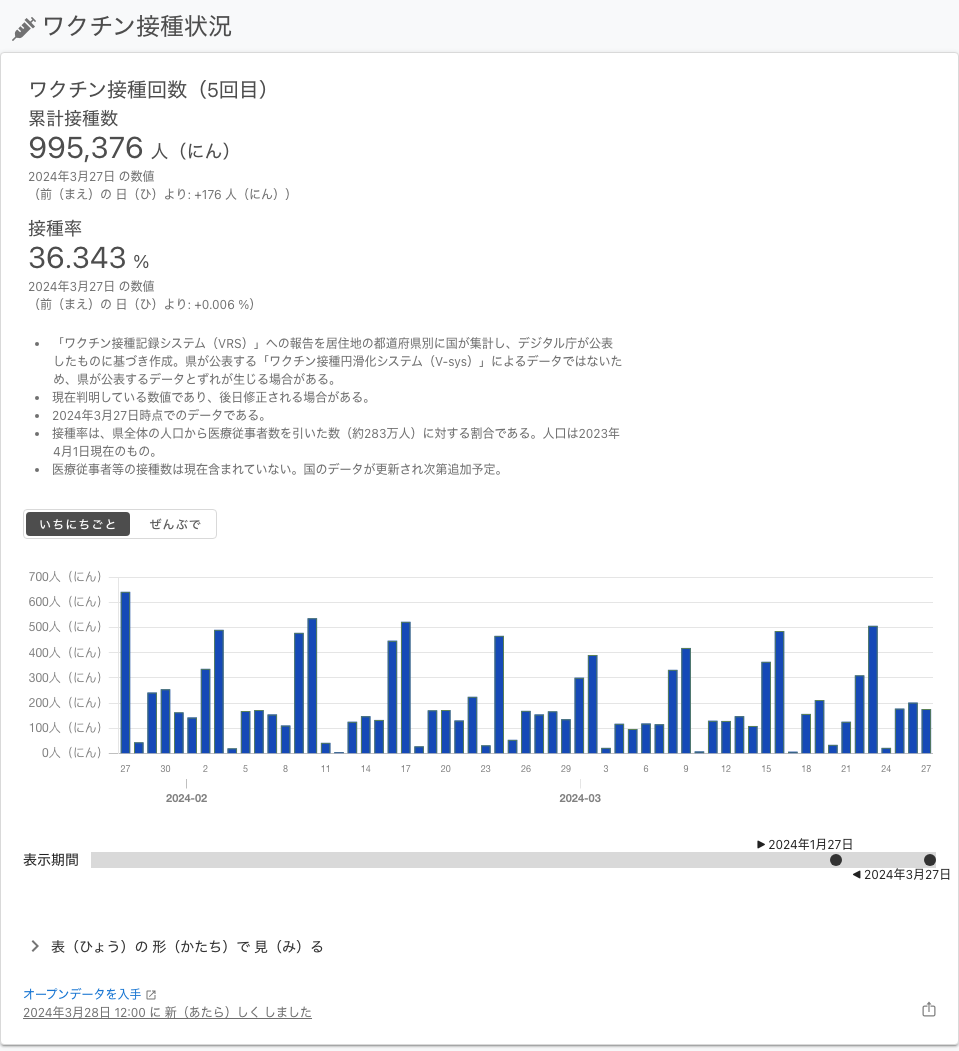 ワクチン接種状況
ワクチン接種回数（5回目）
累計接種数
995,376 人（にん）
2024年3月27日 の数値
（前（まえ）の 日（ひ）より: +176 人（にん））
接種率
36.343 %
2024年3月27日 の数値
（前（まえ）の 日（ひ）より: +0.006 %）
• 「ワクチン接種記録システム（VRS）」への報告を居住地の都道府県別に国が集計し、デジタル庁が公表
したものに基づき作成。県が公表する「ワクチン接種円滑化システム（V-sys）」によるデータではないた
め、県が公表するデータとずれが生じる場合がある。
• 現在判明している数値であり、後日修正される場合がある。
• 2024年3月27日時点でのデータである。
• 接種率は、県全体の人口から医療従事者数を引いた数（約283万人）に対する割合である。人口は2023年
4月1日現在のもの。
• 医療従事者等の接種数は現在含まれていない。国のデータが更新され次第追加予定。
いちにちごと ぜんぶで
700人（にん）
600人（にん）
500人（にん）
400人（にん）
300人（にん）
200人（にん）
100人（にん）
0人（にん）
27 30 2 5 8 11 14 17 20 23 26 29 3 6 9 12 15 18 21 24 27
2024-02 2024-03
▶ 2024年1月27日
表示期間
◀ 2024年3月27日
表（ひょう）の 形（かたち）で 見（み）る
オープンデータを入手
2024年3月28日 12:00 に 新（あたら）しく しました